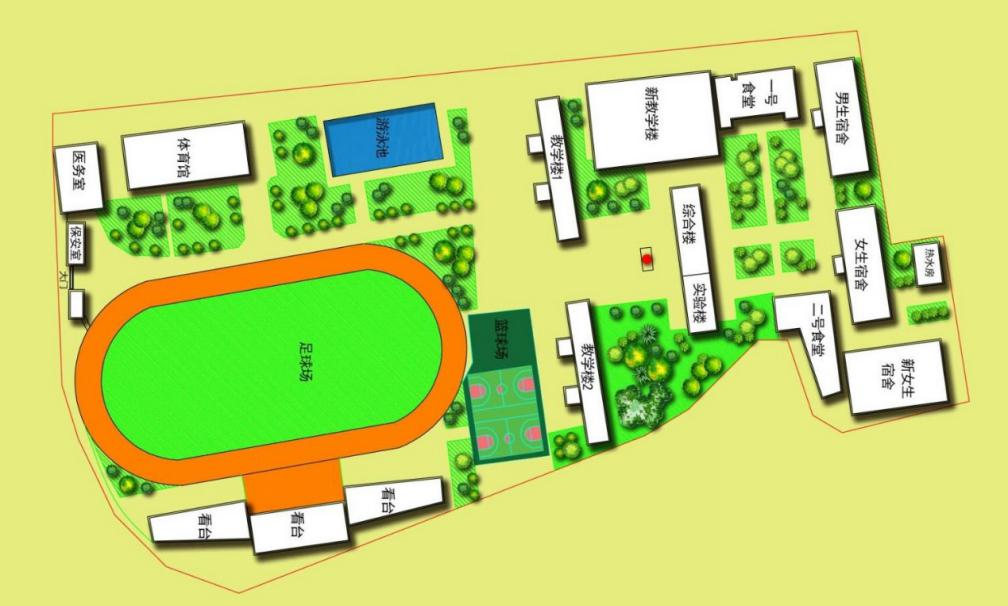 医务室
体育馆
游泳池
保安室
大门
足球场
篮球场
看台
看台
看台
教学楼1
新教学楼
一号
食堂
男生宿舍
综合楼
实验楼
教学楼2
女生宿舍
热水房
二号食堂
新女生
宿舍